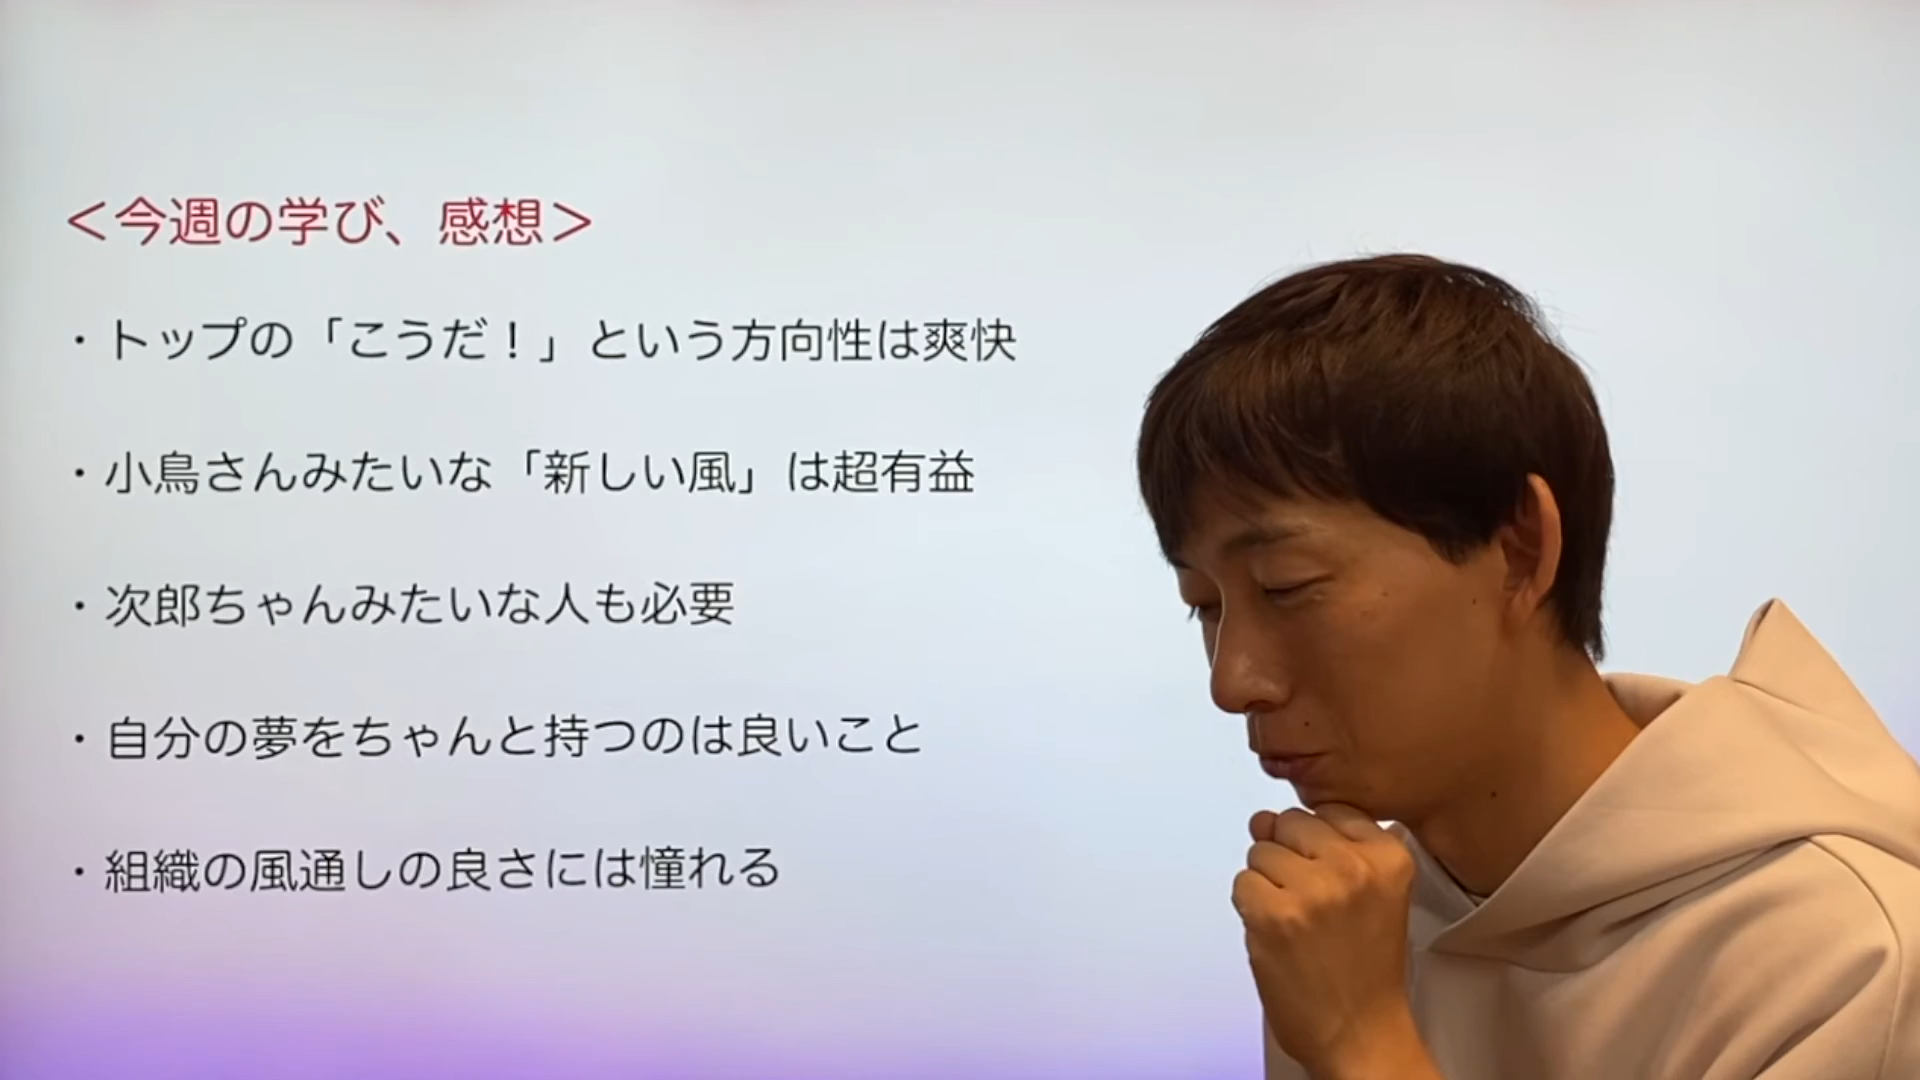 ＜今週の学び、感想＞
・トップの「こうだ！」という方向性は爽快
・小鳥さんみたいな「新しい風」は超有益
・次郎ちゃんみたいな人も必要
・自分の夢をちゃんと持つのは良いこと
・組織の風通しの良さには憧れる